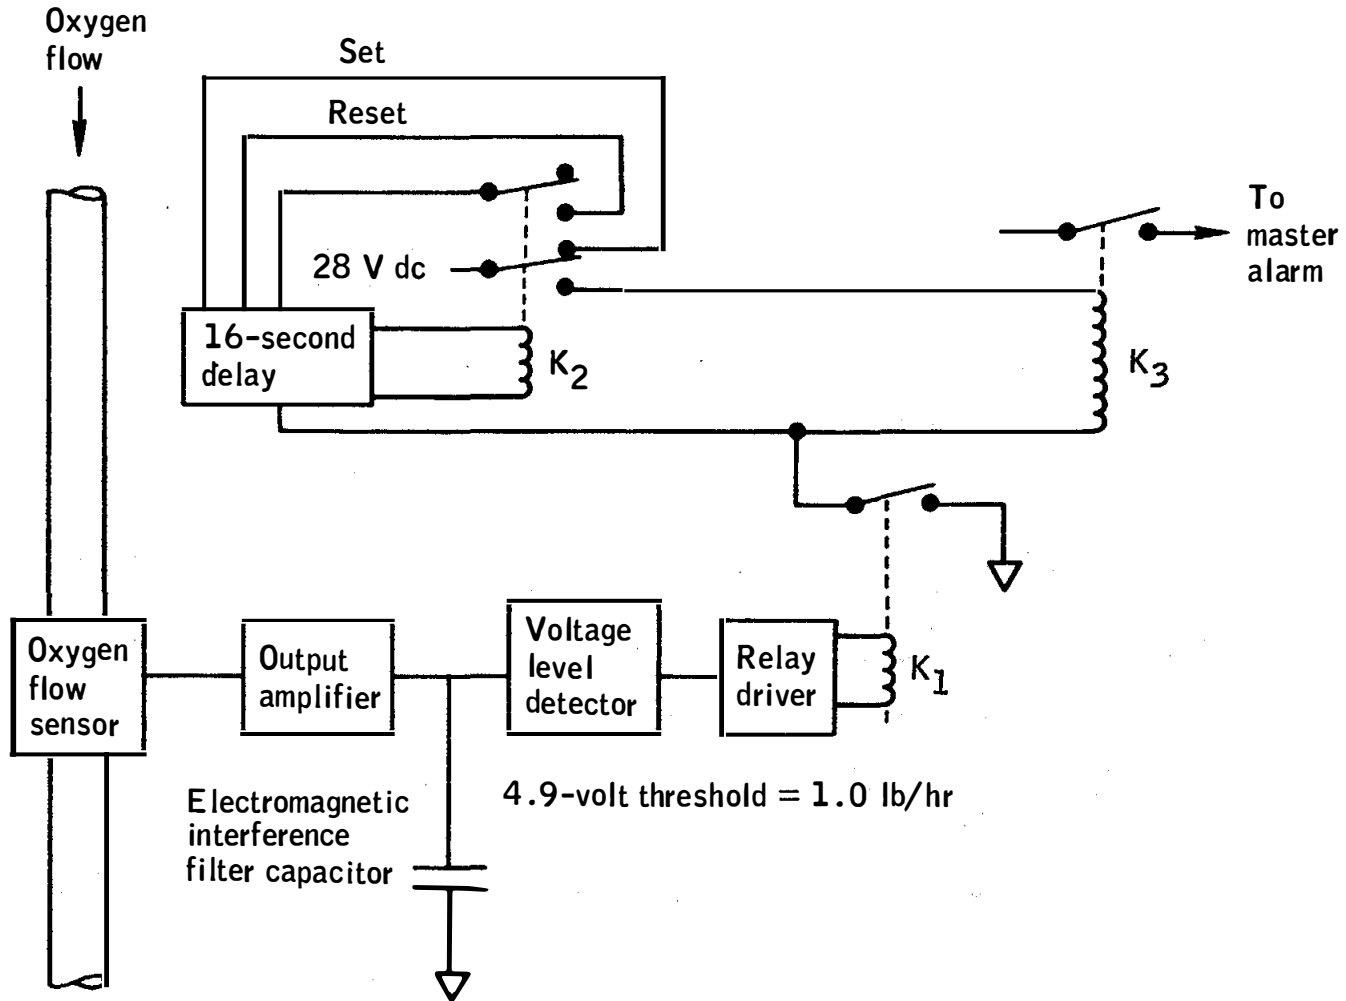 Oxygen
flow
Set
Reset
28 V dc
To
master
alarm
16-second
delay
K2
K3
Oxygen
flow
sensor
Output
amplifier
Voltage
level
detector
Relay
driver
K1
4.9-volt threshold = 1.0 lb/hr
Electromagnetic
interference
filter capacitor